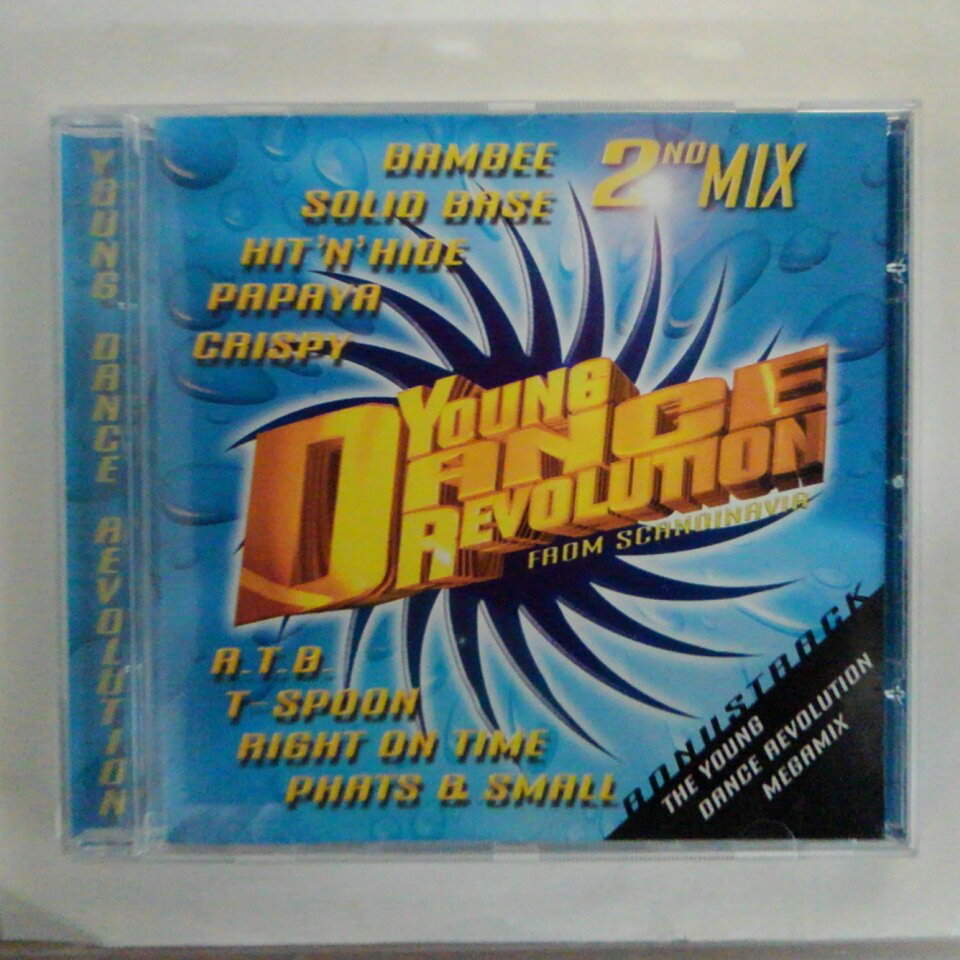 YOUNG DANCE REVOLUTION
BAMBEE
SOLID BASE
HIT'N'HIDE
PAPAYA
CRISPY
2ND MIX
YOUNG
DANCE
REVOLUTION
FROM SCANDINAVIA
A.T.B.
T-SPOON
RIGHT ON TIME
PHATS & SMALL
BONUSTRACK
THE YOUNG
DANCE REVOLUTION
MEGAMIX